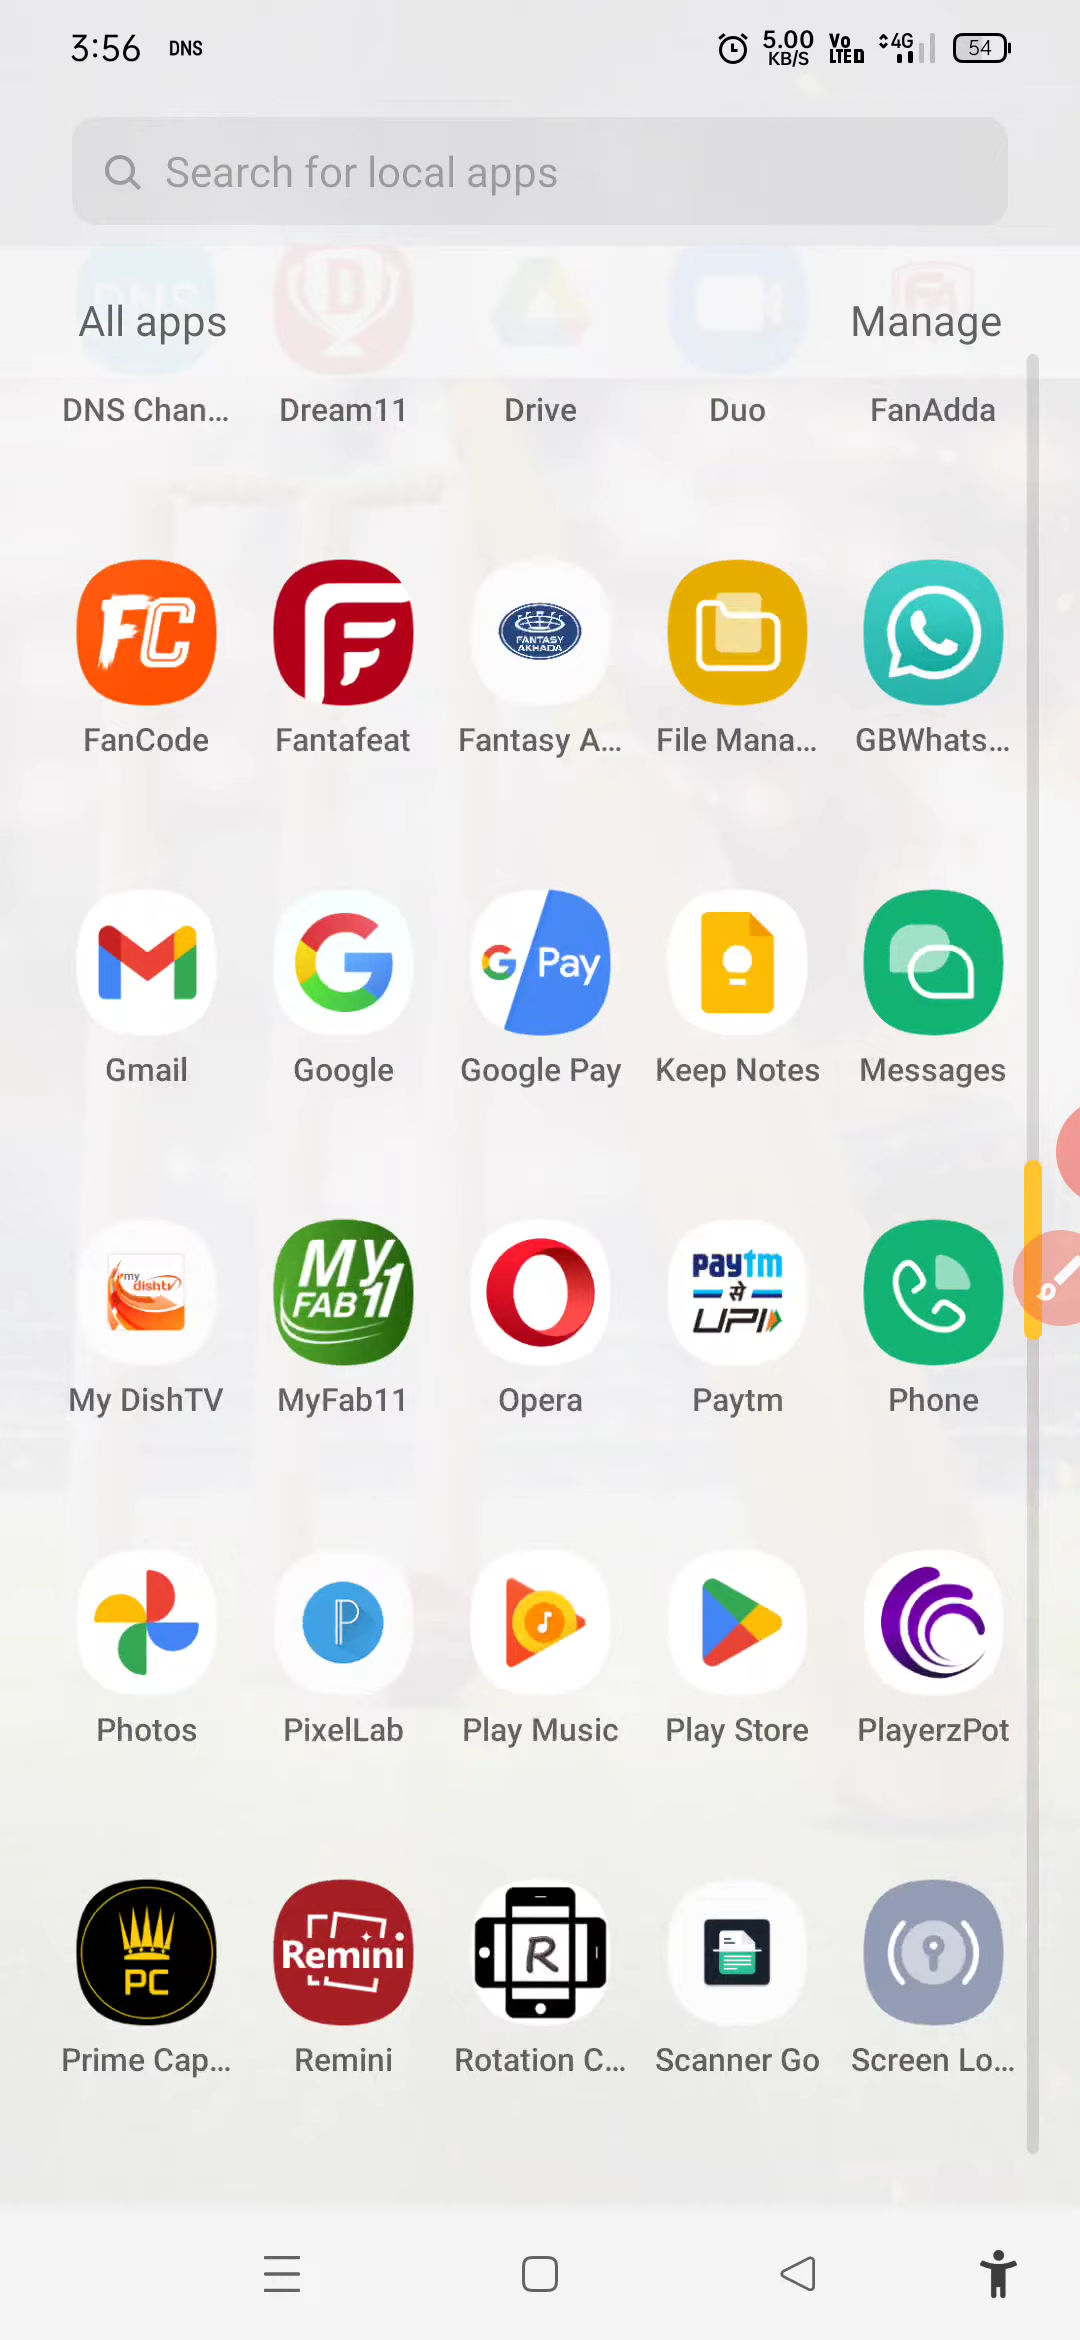 3:56 DNS 5.00 KB/S Vo LTE D 4G 54
Search for local apps
All apps Manage
DNS Chan... Dream11 Drive Duo FanAdda
FC F FANTASY AKHADA
FanCode Fantafeat Fantasy A... File Mana... GBWhats...
G Pay
Gmail Google Google Pay Keep Notes Messages
my dishtv MY FAB 11 paytm से UPI
My DishTV MyFab11 Opera Paytm Phone
P
Photos PixelLab Play Music Play Store PlayerzPot
PC Remini R
Prime Cap... Remini Rotation C... Scanner Go Screen Lo...